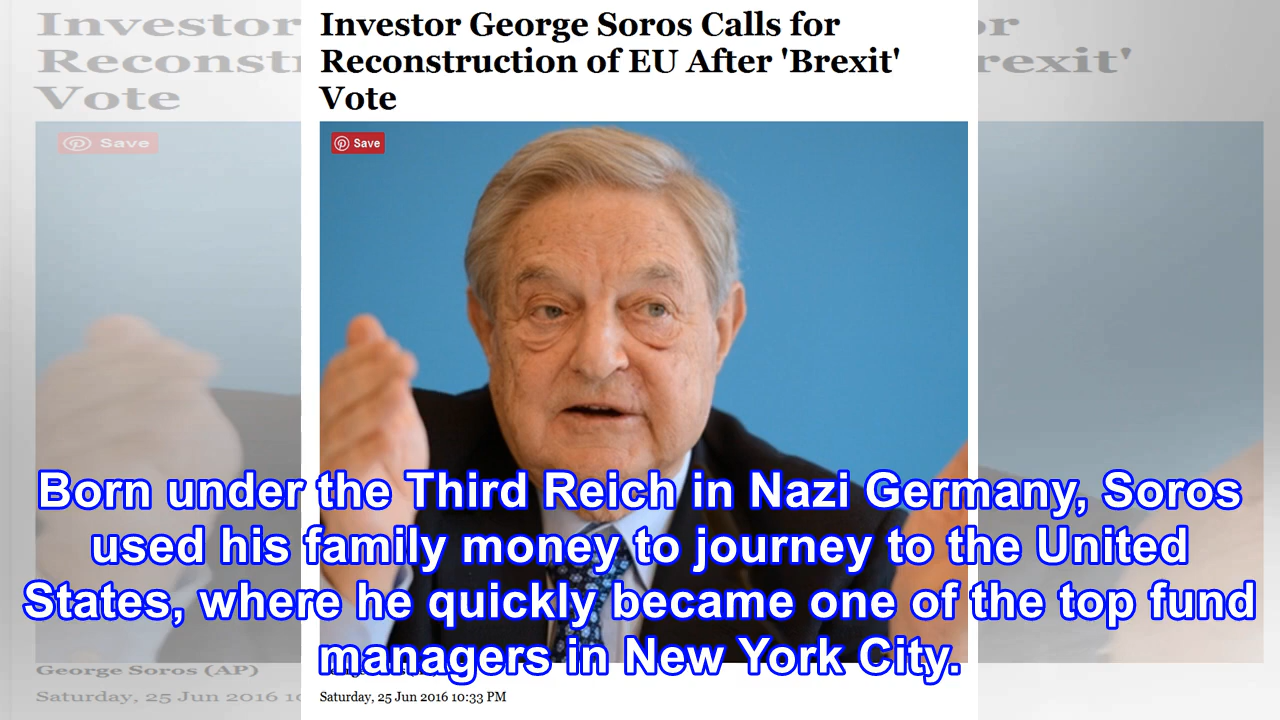 Investor George Soros Calls for
Reconstruction of EU After 'Brexit'
Vote
Save
Born under the Third Reich in Nazi Germany, Soros
used his family money to journey to the United
States, where he quickly became one of the top fund
managers in New York City.
George Soros (AP)
Saturday, 25 Jun 2016 10:33 PM